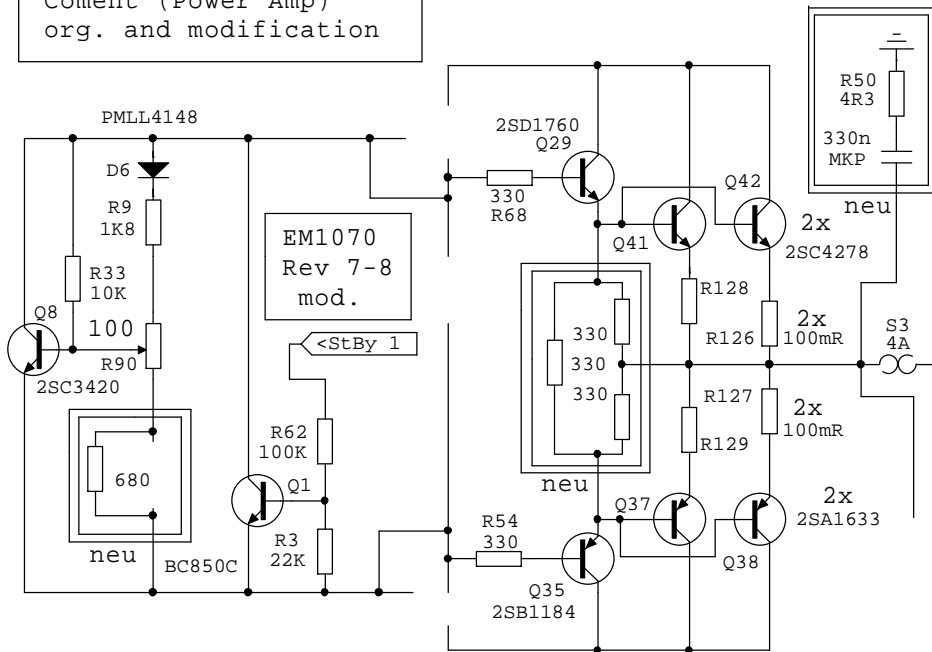 Coment (Power Amp)
org. and modification
PMLL4148
D6
R9
1K8
R33
10K
Q8
100
R90
2SC3420
680
neu
EM1070
Rev 7-8
mod.
<StBy 1
R62
100K
Q1
R3
22K
BC850C
2SD1760
Q29
330
R68
Q41
Q42
2x
2SC4278
R128
R126
2x
100mR
330
330
330
neu
R127
2x
100mR
R129
Q37
2x
2SA1633
Q38
R54
330
Q35
2SB1184
R50
4R3
330n
MKP
neu
S3
4A